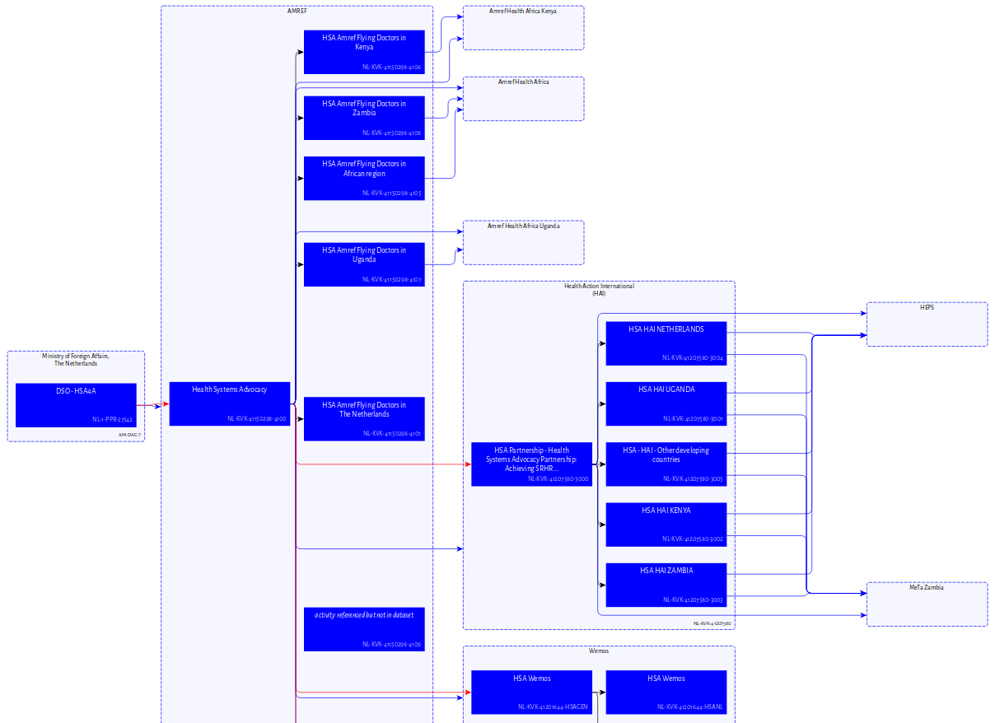 Ministry of Foreign Affairs,
The Netherlands
DSO - HSA4A
NL-1-PPR-27542
XM-DAC-7
AMREF
Health Systems Advocacy
NL-KVK-41150298-4100
HSA Amref Flying Doctors in
Kenya
NL-KVK-41150298-4106
HSA Amref Flying Doctors in
Zambia
NL-KVK-41150298-4108
HSA Amref Flying Doctors in
African region
NL-KVK-41150298-4105
HSA Amref Flying Doctors in
Uganda
NL-KVK-41150298-4107
HSA Amref Flying Doctors in
The Netherlands
NL-KVK-41150298-4101
activity referenced but not in dataset
NL-KVK-41150298-4109
Amref Health Africa Kenya
Amref Health Africa
Amref Health Africa Uganda
Health Action International
(HAI)
HSA Partnership - Health
Systems Advocacy Partnership:
Achieving SRHR...
NL-KVK-41207580-3000
HSA HAI NETHERLANDS
NL-KVK-41207580-3004
HSA HAI UGANDA
NL-KVK-41207580-3001
HSA - HAI - Other developing
countries
NL-KVK-41207580-3005
HSA HAI KENYA
NL-KVK-41207580-3002
HSA HAI ZAMBIA
NL-KVK-41207580-3003
NL-KVK-41207580
Wemos
HSA Wemos
NL-KVK-41201644-HSAGEN
HSA Wemos
NL-KVK-41201644-HSANL
HEPS
MeTa Zambia